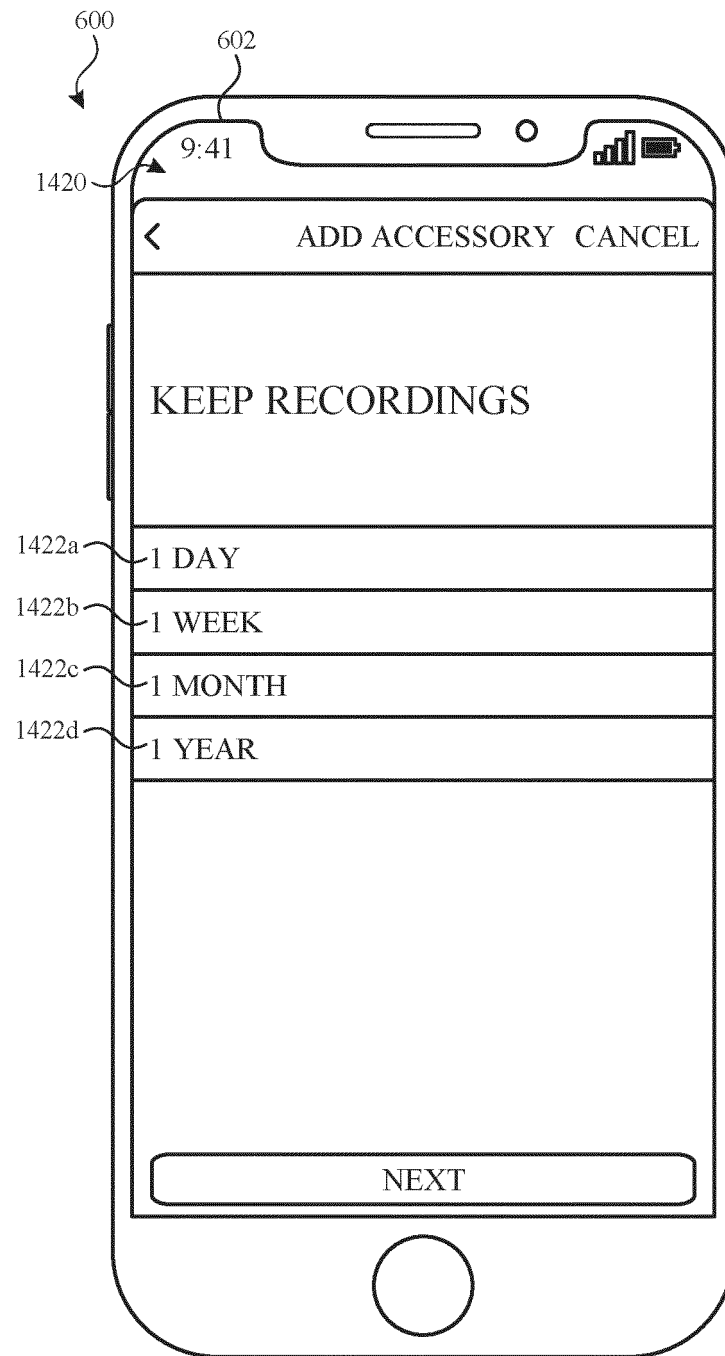 600
602
9:41
1420
< ADD ACCESSORY CANCEL
KEEP RECORDINGS
1422a 1 DAY
1422b 1 WEEK
1422c 1 MONTH
1422d 1 YEAR
NEXT